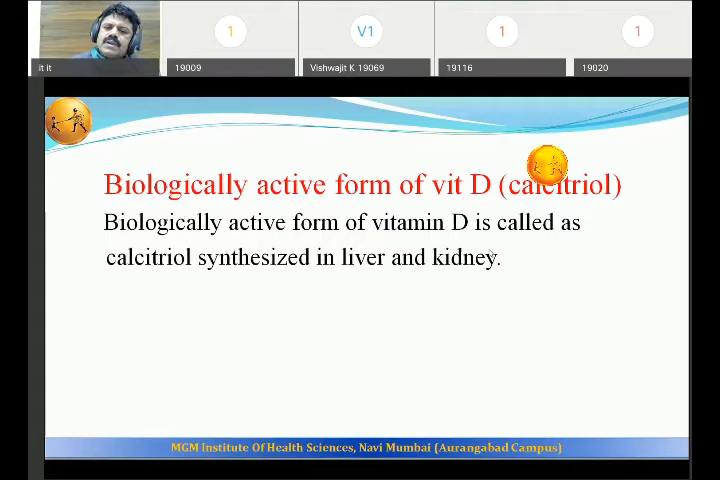 1
V1
1
1
it it
19009
Vishwajit K 19069
19116
19020
Biologically active form of vit D (calcitriol)
Biologically active form of vitamin D is called as
calcitriol synthesized in liver and kidney.
MGM Institute Of Health Sciences, Navi Mumbai (Aurangabad Campus)